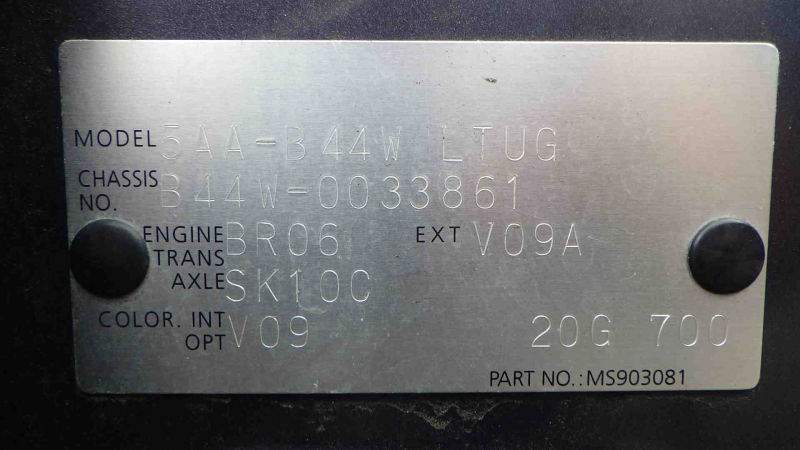 MODEL 5AA-B44W LTUG
CHASSIS NO. B44W-0033861
ENGINE BR06 EXT V09A
TRANS AXLE SK10C
COLOR. INT V09 20G 700
OPT
PART NO.:MS903081